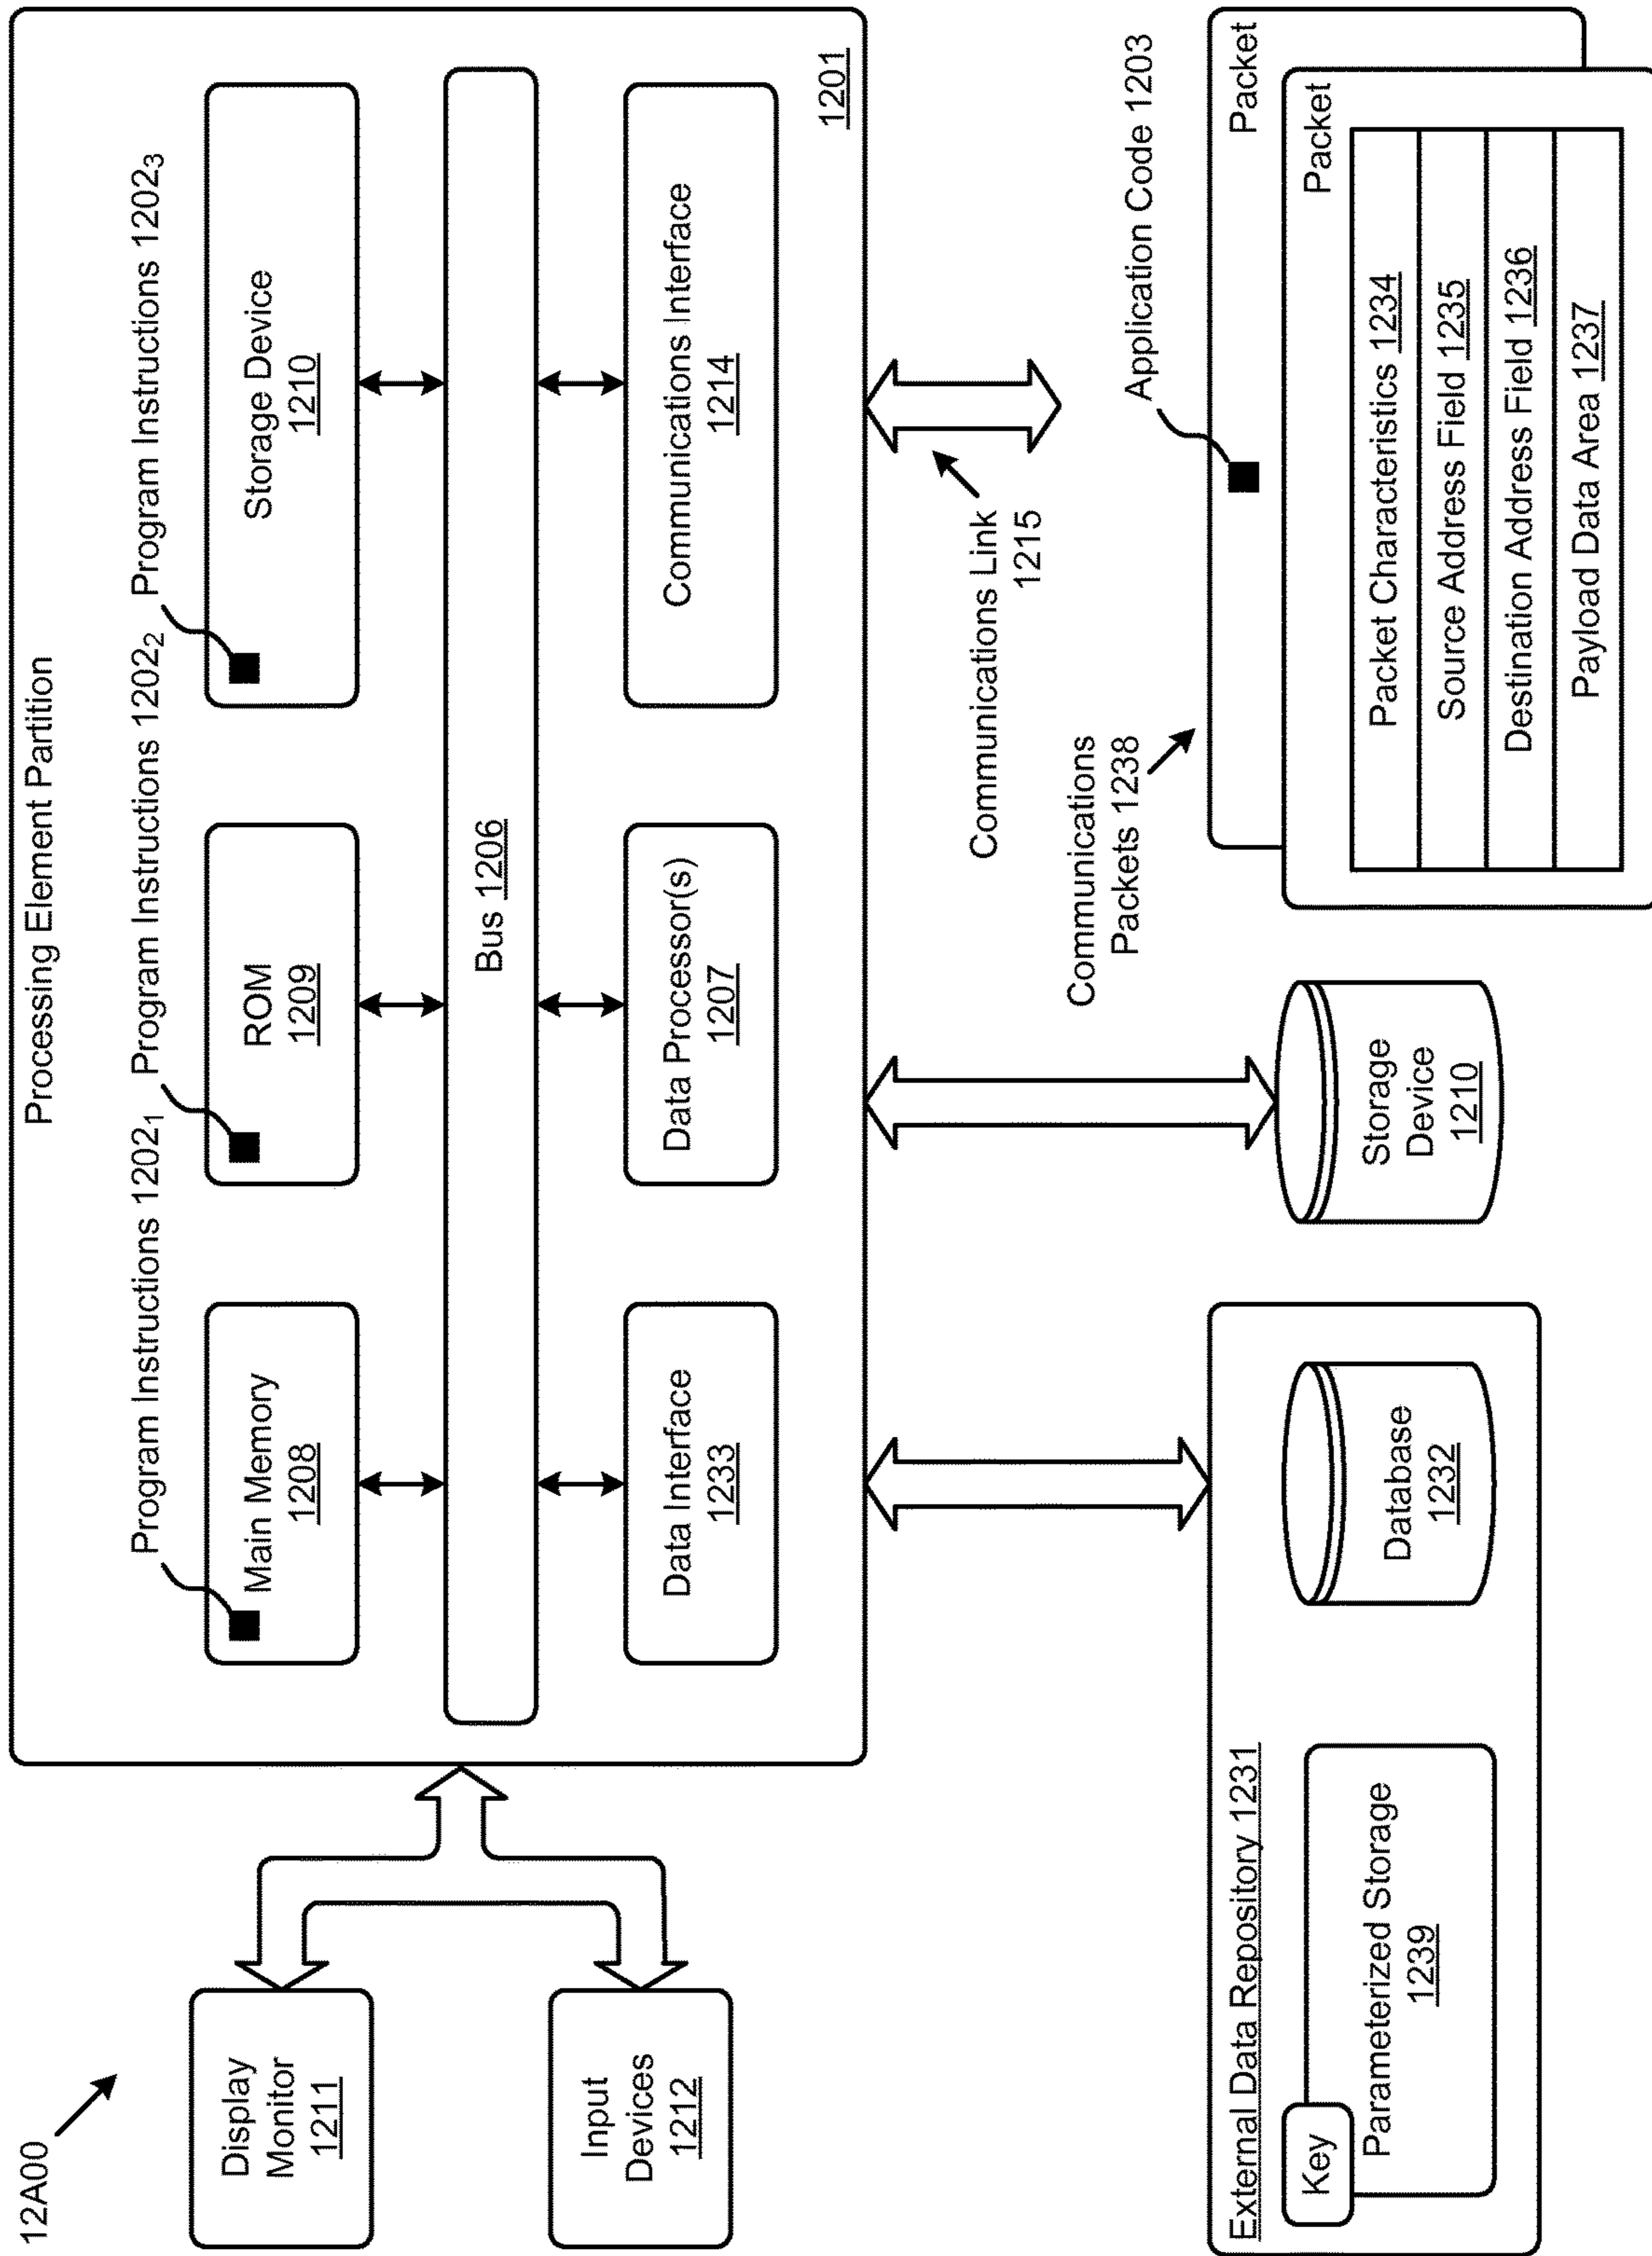 12A00
Processing Element Partition
Program Instructions 1202₁
Program Instructions 1202₂
Program Instructions 1202₃
Display
Monitor
1211
Main Memory
1208
ROM
1209
Storage Device
1210
Bus 1206
Input
Devices
1212
Data Interface
1233
Data Processor(s)
1207
Communications Interface
1214
1201
Communications Link
1215
External Data Repository 1231
Key
Parameterized Storage
1239
Database
1232
Storage
Device
1210
Communications
Packets 1238
Application Code 1203
Packet
Packet
Packet Characteristics 1234
Source Address Field 1235
Destination Address Field 1236
Payload Data Area 1237